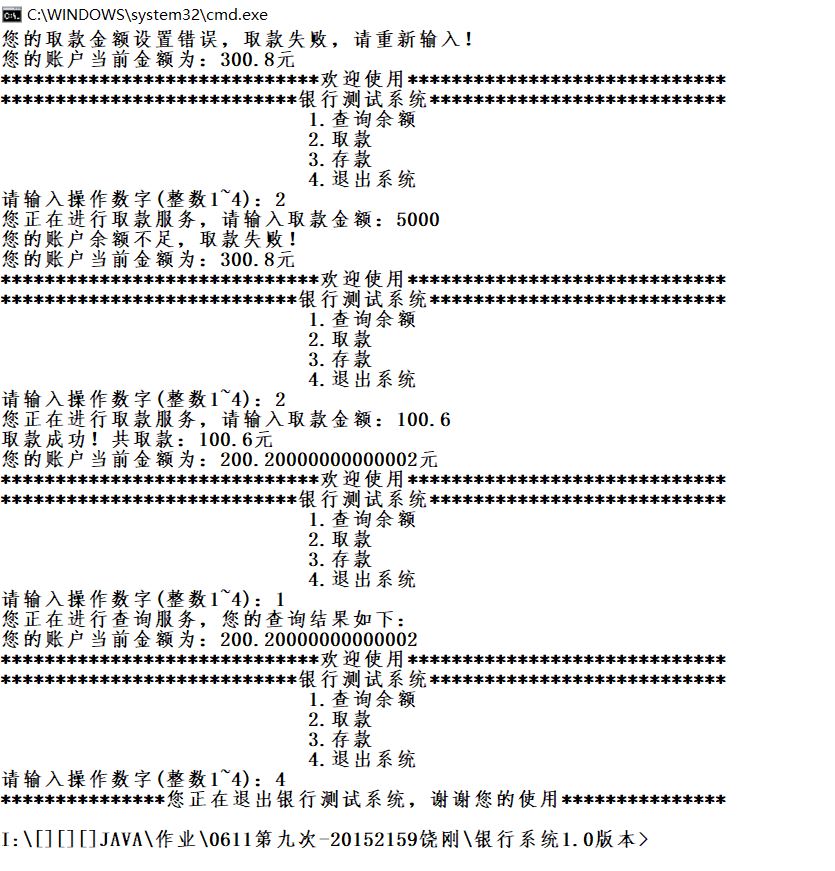 C:\WINDOWS\system32\cmd.exe
您的取款金额设置错误，取款失败，请重新输入！
您的账户当前金额为：300.8元
*****************************欢迎使用*****************************
***************************银行测试系统***************************
1.查询余额
2.取款
3.存款
4.退出系统
请输入操作数字(整数1~4)：2
您正在进行取款服务，请输入取款金额：5000
您的账户余额不足，取款失败！
您的账户当前金额为：300.8元
*****************************欢迎使用*****************************
***************************银行测试系统***************************
1.查询余额
2.取款
3.存款
4.退出系统
请输入操作数字(整数1~4)：2
您正在进行取款服务，请输入取款金额：100.6
取款成功！共取款：100.6元
您的账户当前金额为：200.20000000000002元
*****************************欢迎使用*****************************
***************************银行测试系统***************************
1.查询余额
2.取款
3.存款
4.退出系统
请输入操作数字(整数1~4)：1
您正在进行查询服务，您的查询结果如下：
您的账户当前金额为：200.20000000000002
*****************************欢迎使用*****************************
***************************银行测试系统***************************
1.查询余额
2.取款
3.存款
4.退出系统
请输入操作数字(整数1~4)：4
***************您正在退出银行测试系统，谢谢您的使用***************
I:\[][][]JAVA\作业\0611第九次-20152159饶刚\银行系统1.0版本>